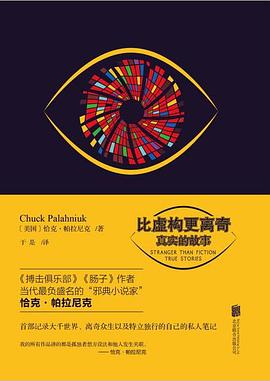 Chuck Palahniuk
〔美国〕恰克·帕拉尼克 / 著
于是 / 译
比虚构更离奇
真实的故事
STRANGER THAN FICTION
TRUE STORIES
《搏击俱乐部》《肠子》作者
当代最负盛名的“邪典小说家”
恰克·帕拉尼克
首部记录大千世界、离奇众生以及特立独行的自己的私人笔记
我的所有作品讲的都是孤独者想方设法和他人发生关联。
—— 恰克·帕拉尼克